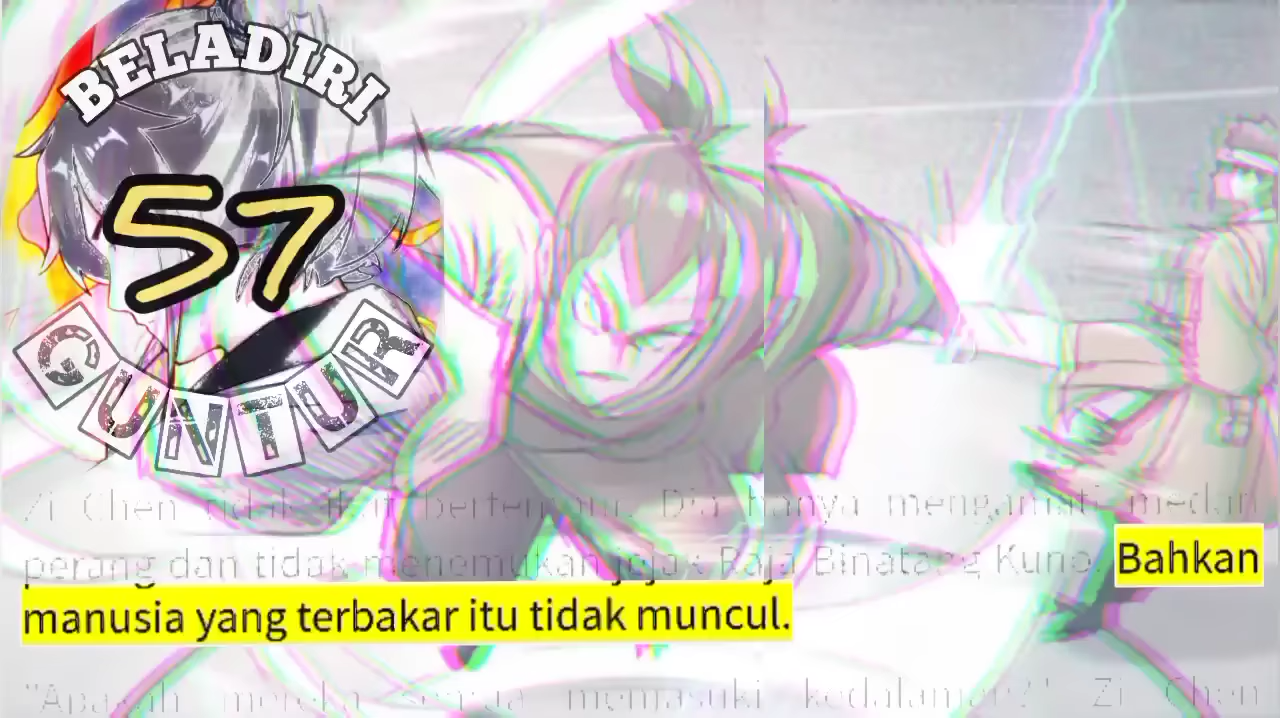 BELADIRI
57
GUNTUR
Zi Chen tidak ikut bertempur. Dia hanya mengamati medan
perang dan tidak menemukan jejak Raja Binatang Kuno. Bahkan
manusia yang terbakar itu tidak muncul.
"Apakah mereka semua memasuki kedalaman?" Zi Chen